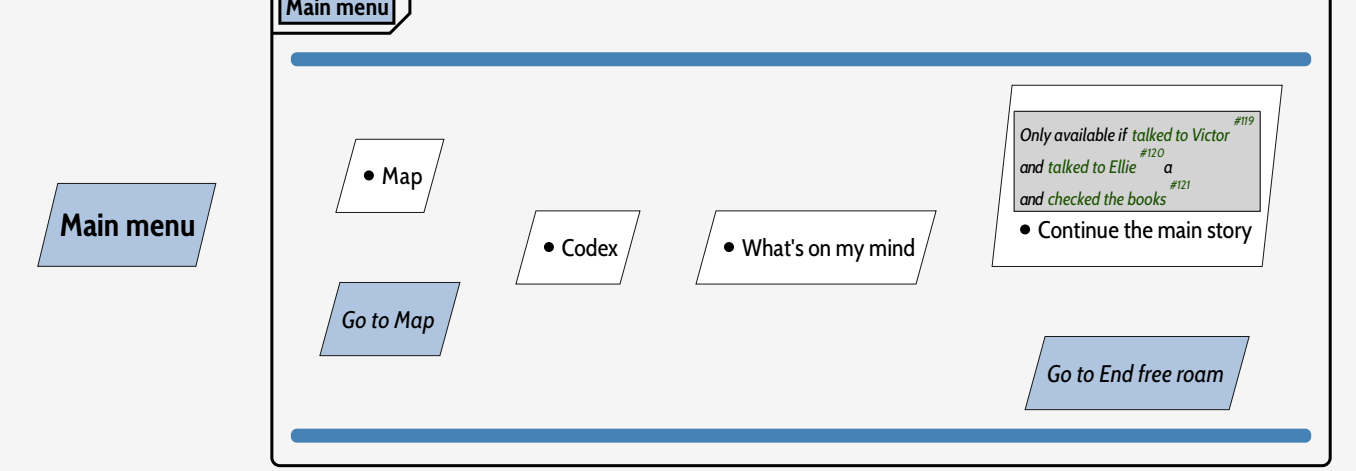 Main menu
Main menu
• Map
Go to Map
• Codex
• What's on my mind
Only available if talked to Victor #119
and talked to Ellie #120 a
and checked the books #121
• Continue the main story
Go to End free roam